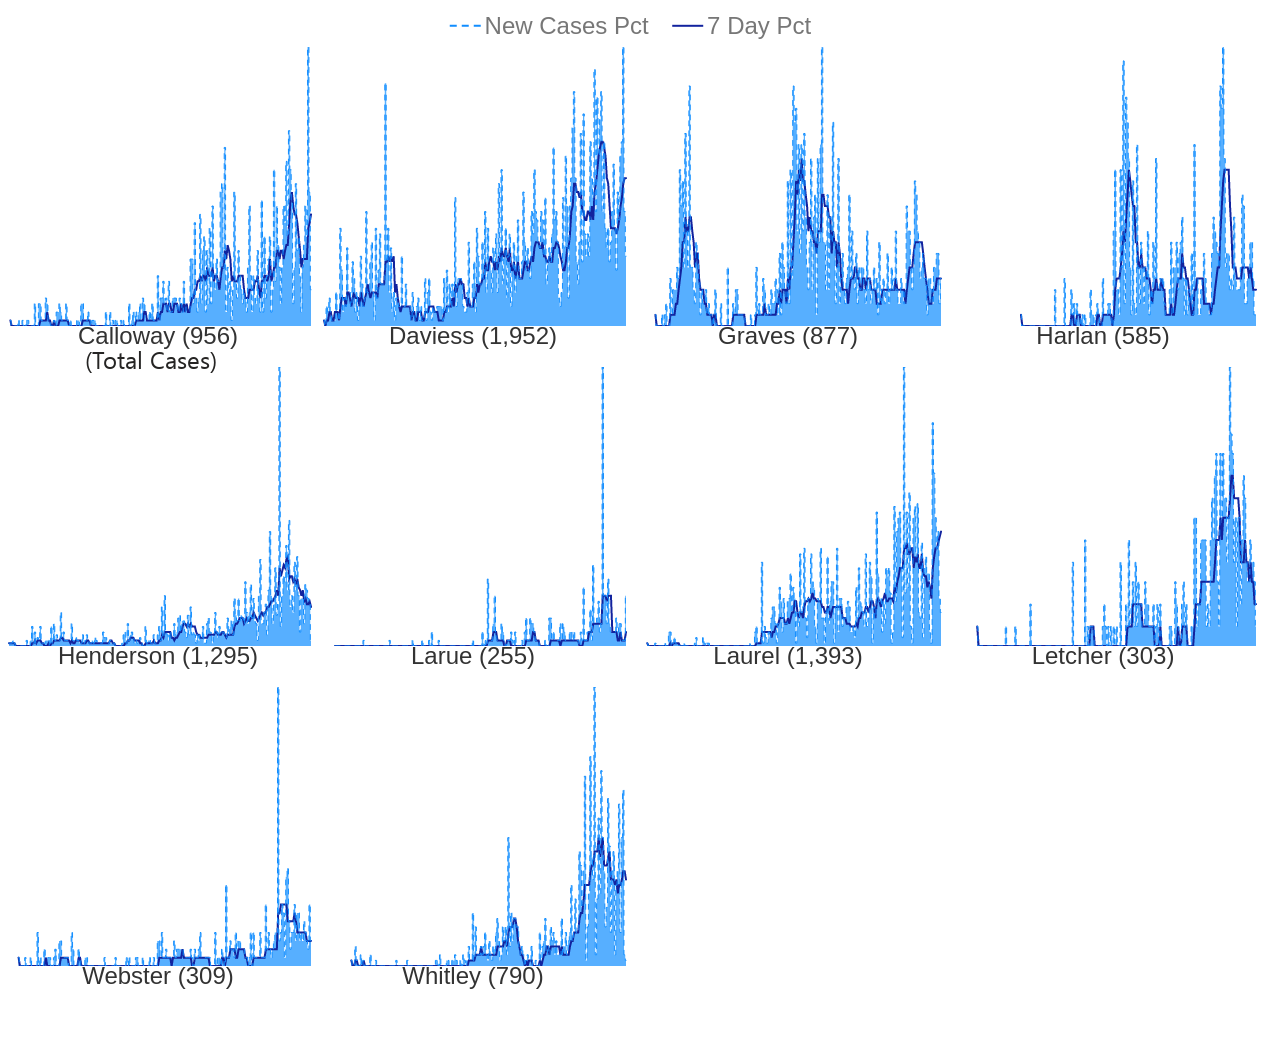 New Cases Pct 7 Day Pct
Calloway (956) Daviess (1,952) Graves (877) Harlan (585)
(Total Cases)
Henderson (1,295) Larue (255) Laurel (1,393) Letcher (303)
Webster (309) Whitley (790)